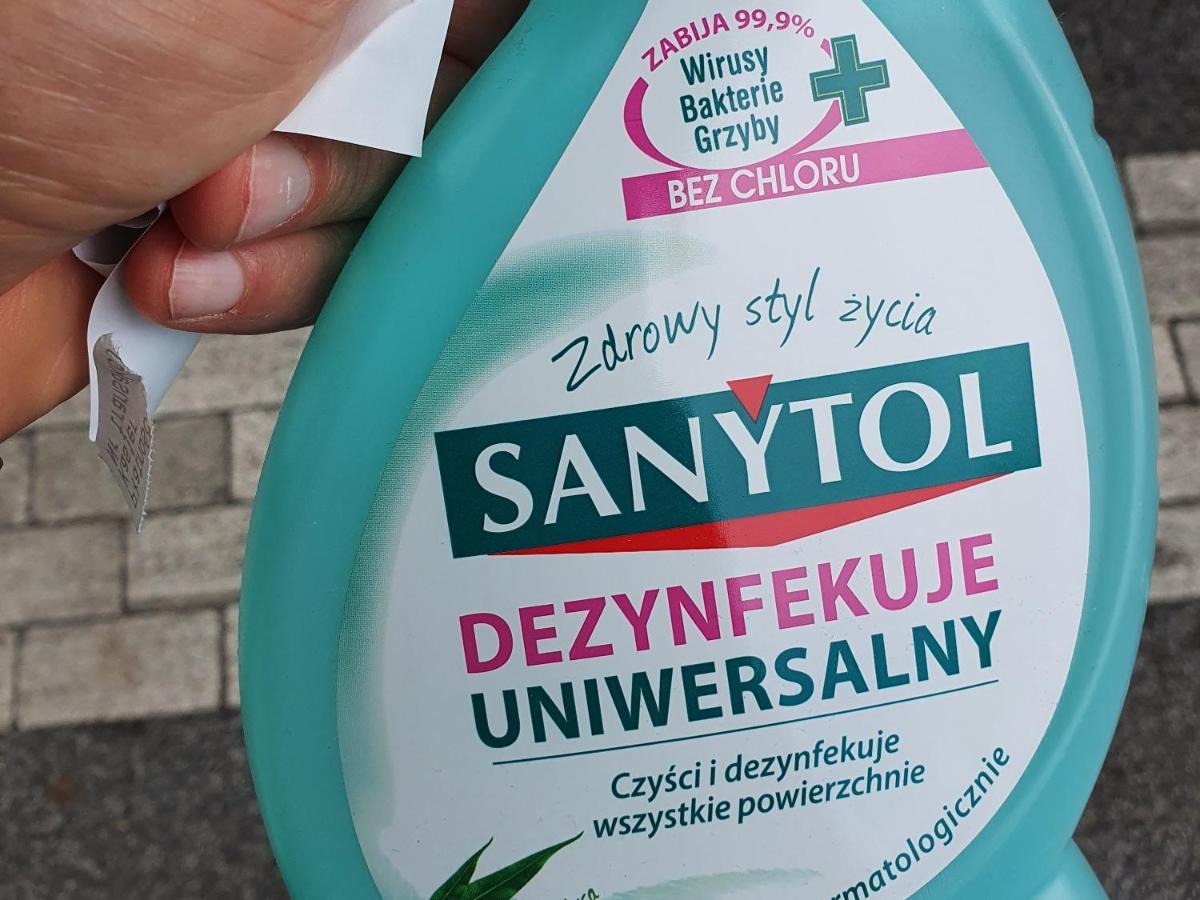 ZABIJA 99,9%
Wirusy
Bakterie
Grzyby
BEZ CHLORU
Zdrowy styl życia
SANYTOL
DEZYNFEKUJE
UNIWERSALNY
Czyści i dezynfekuje
wszystkie powierzchnie